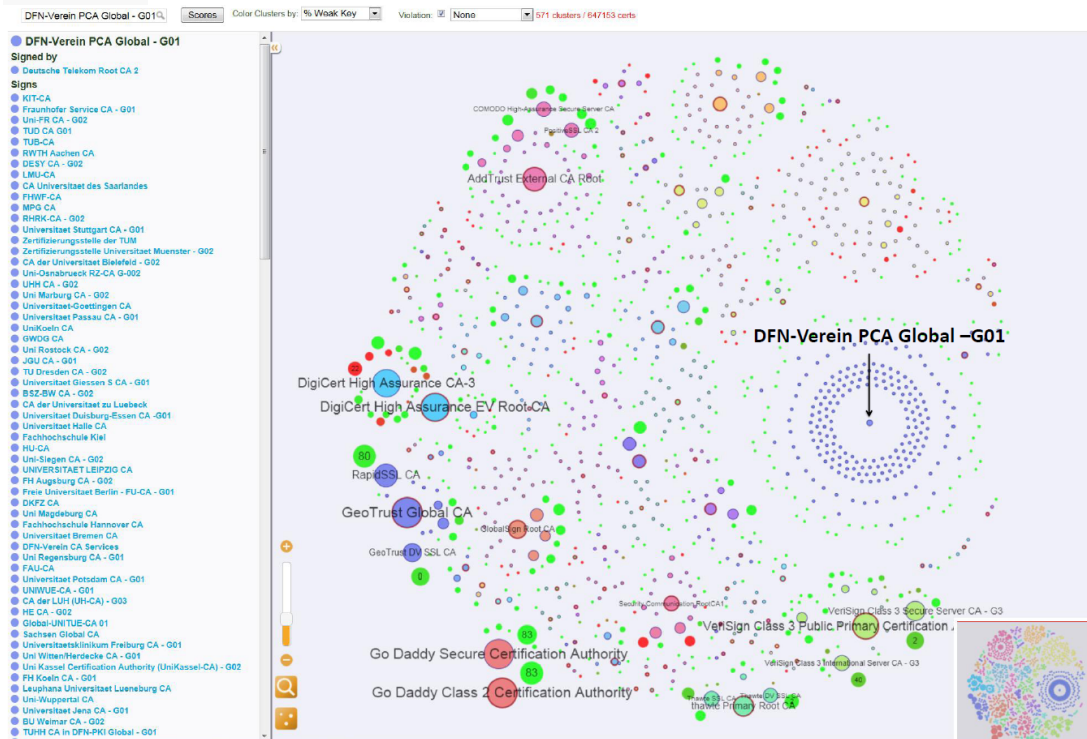 DFN-Verein PCA Global - G01
Scores
Color Clusters by: % Weak Key
Violation: None
571 clusters / 647153 certs
DFN-Verein PCA Global - G01
Signed by
Deutsche Telekom Root CA 2
Signs
KIT-CA
Fraunhofer Service CA - G01
Uni-FR CA - G02
TUD CA G01
TUB-CA
RWTH Aachen CA
DESY CA - G02
LMU-CA
CA Universitaet des Saarlandes
FHWF-CA
MPG CA
RHRK-CA - G02
Universitaet Stuttgart CA - G01
Zertifizierungsstelle der TUM
Zertifizierungsstelle Universitaet Muenster - G02
CA der Universitaet Bielefeld - G02
Uni-Osnabrueck RZ-CA G-002
UHH CA - G02
Uni Marburg CA - G02
Universitaet-Goettingen CA
Universitaet Passau CA - G01
UniKoeln CA
GWDG CA
Uni Rostock CA - G02
JGU CA - G01
TU Dresden CA - G02
Universitaet Giessen S CA - G01
BSZ-BW CA - G02
CA der Universitaet zu Luebeck
Universitaet Duisburg-Essen CA -G01
Universitaet Halle CA
Fachhochschule Kiel
HU-CA
Uni-Siegen CA - G02
UNIVERSITAET LEIPZIG CA
FH Augsburg CA - G02
Freie Universitaet Berlin - FU-CA - G01
DKFZ CA
Uni Magdeburg CA
Fachhochschule Hannover CA
Universitaet Bremen CA
DFN-Verein CA Services
Uni Regensburg CA - G01
FAU-CA
Universitaet Potsdam CA - G01
UNIWUE-CA - G01
CA der LUH (UH-CA) - G03
HE CA - G02
Global-UNITUE-CA 01
Sachsen Global CA
Universitaetsklinikum Freiburg CA - G01
Uni Witten/Herdecke CA - G01
Uni Kassel Certification Authority (UniKassel-CA) - G02
FH Koeln CA - G01
Leuphana Universitaet Lueneburg CA
Uni-Wuppertal CA
Universitaet Jena CA - G01
BU Weimar CA - G02
TUHH CA in DFN-PKI Global - G01
COMODO High-Assurance Secure Server CA
PositiveSSL CA 2
AddTrust External CA Root
DFN-Verein PCA Global –G01
22
DigiCert High Assurance CA-3
DigiCert High Assurance EV Root CA
80
RapidSSL CA
GeoTrust Global CA
GlobalSign Root CA
GeoTrust DV SSL CA
0
Security Communication RootCA1
VeriSign Class 3 Secure Server CA - G3
VeriSign Class 3 Public Primary Certification
83
2
Go Daddy Secure Certification Authority
VeriSign Class 3 International Server CA - G3
83
40
Go Daddy Class 2 Certification Authority
Thawte SSL CA
Thawte DV SSL CA
thawte Primary Root CA